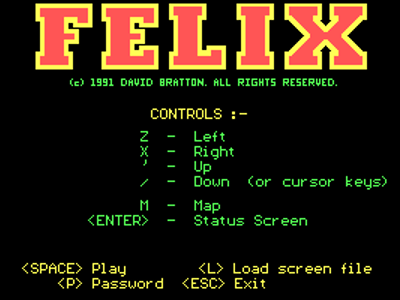 FELIX
(c) 1991 DAVID BRATTON. ALL RIGHTS RESERVED.
CONTROLS :-
Z - Left
X - Right
' - Up
/ - Down (or cursor keys)
M - Map
<ENTER> - Status Screen
<SPACE> Play <L> Load screen file
<P> Password <ESC> Exit